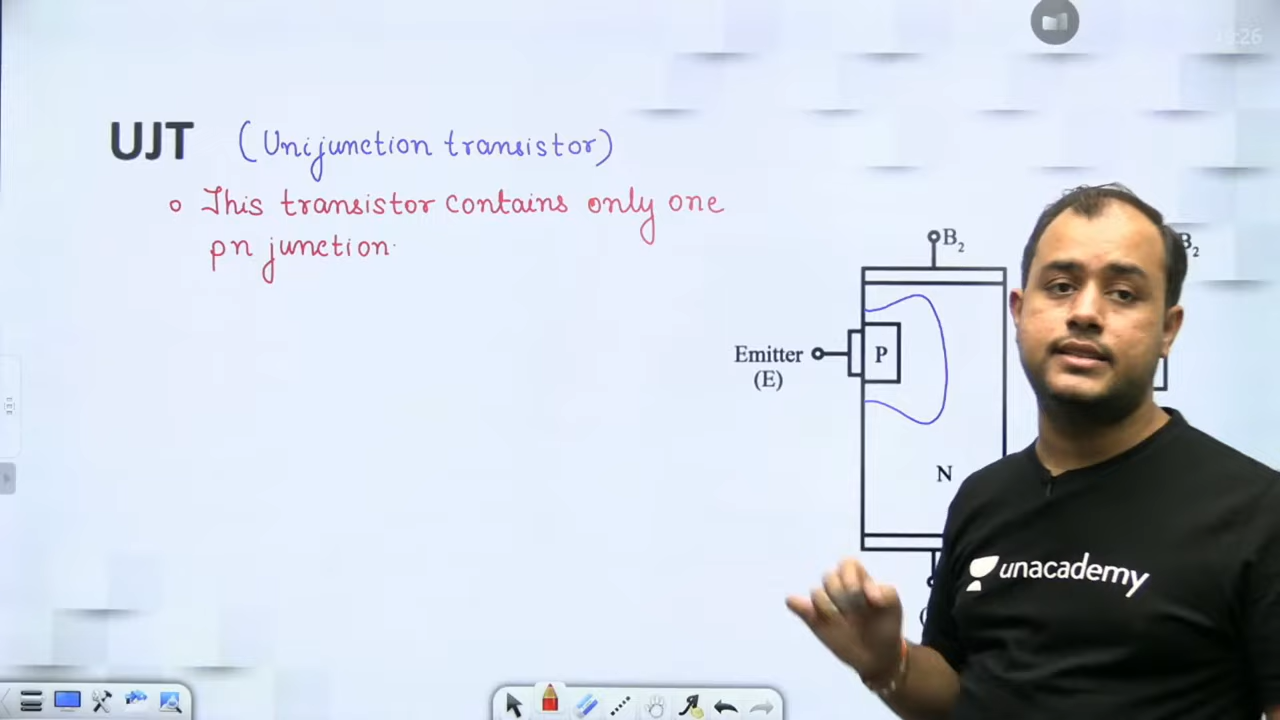 UJT (Unijunction transistor)
o This transistor contains only one
pn junction.
B2
B2
Emitter
(E)
P
N
unacademy